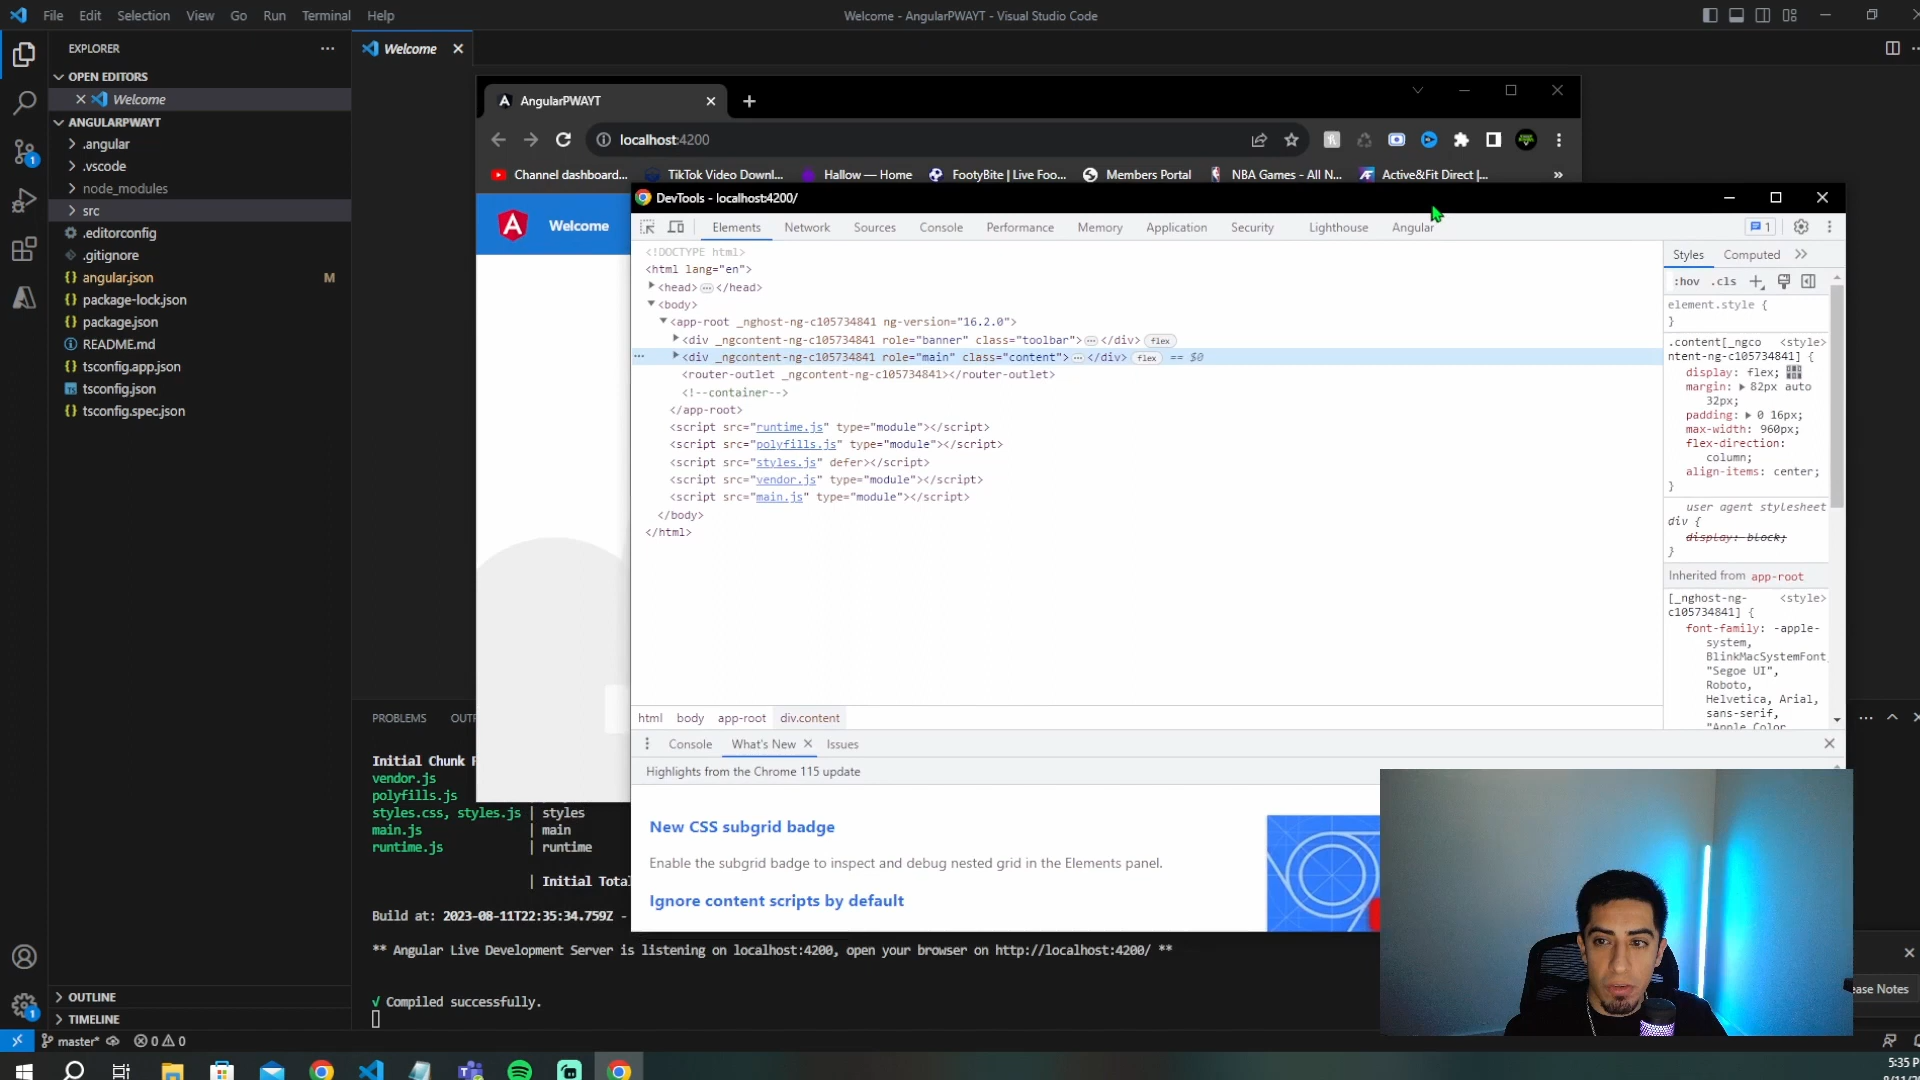 File Edit Selection View Go Run Terminal Help
Welcome - AngularPWAYT - Visual Studio Code
EXPLORER
OPEN EDITORS
Welcome
ANGULARPWAYT
.angular
.vscode
node_modules
src
.editorconfig
.gitignore
angular.json M
package-lock.json
package.json
README.md
tsconfig.app.json
tsconfig.json
tsconfig.spec.json
OUTLINE
TIMELINE
master* 0 0
Welcome
AngularPWAYT
localhost:4200
Channel dashboard... TikTok Video Downl... Hallow — Home FootyBite | Live Foo... Members Portal NBA Games - All N... Active&Fit Direct |... »
Welcome
DevTools - localhost:4200/
Elements Network Sources Console Performance Memory Application Security Lighthouse Angular 1
<!DOCTYPE html>
<html lang="en">
<head> … </head>
<body>
<app-root _nghost-ng-c105734841 ng-version="16.2.0">
<div _ngcontent-ng-c105734841 role="banner" class="toolbar"> … </div> flex
<div _ngcontent-ng-c105734841 role="main" class="content"> … </div> flex == $0
<router-outlet _ngcontent-ng-c105734841></router-outlet>
<!--container-->
</app-root>
<script src="runtime.js" type="module"></script>
<script src="polyfills.js" type="module"></script>
<script src="styles.js" defer></script>
<script src="vendor.js" type="module"></script>
<script src="main.js" type="module"></script>
</body>
</html>
html body app-root div.content
Styles Computed »
:hov .cls +
element.style {
}
.content[_ngco <style>
ntent-ng-c105734841] {
display: flex;
margin: 82px auto
32px;
padding: 0 16px;
max-width: 960px;
flex-direction:
column;
align-items: center;
}
user agent stylesheet
div {
display: block;
}
Inherited from app-root
[_nghost-ng- <style>
c105734841] {
font-family: -apple-
system,
BlinkMacSystemFont,
"Segoe UI",
Roboto,
Helvetica, Arial,
sans-serif,
"Apple Color
Console What's New Issues
Highlights from the Chrome 115 update
New CSS subgrid badge
Enable the subgrid badge to inspect and debug nested grid in the Elements panel.
Ignore content scripts by default
PROBLEMS OUT
Initial Chunk F
vendor.js
polyfills.js
styles.css, styles.js | styles
main.js | main
runtime.js | runtime
| Initial Total
Build at: 2023-08-11T22:35:34.759Z -
** Angular Live Development Server is listening on localhost:4200, open your browser on http://localhost:4200/ **
√ Compiled successfully.
ease Notes
5:35 P